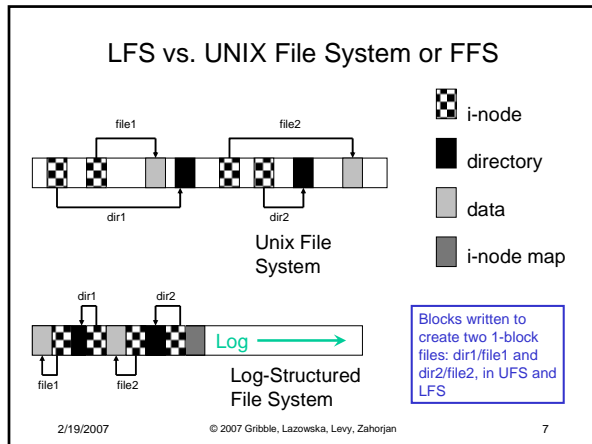 LFS vs. UNIX File System or FFS
file1
file2
dir1
dir2
Unix File
System
i-node
directory
data
i-node map
dir1
dir2
file1
file2
Log
Log-Structured
File System
Blocks written to
create two 1-block
files: dir1/file1 and
dir2/file2, in UFS and
LFS
2/19/2007
© 2007 Gribble, Lazowska, Levy, Zahorjan
7